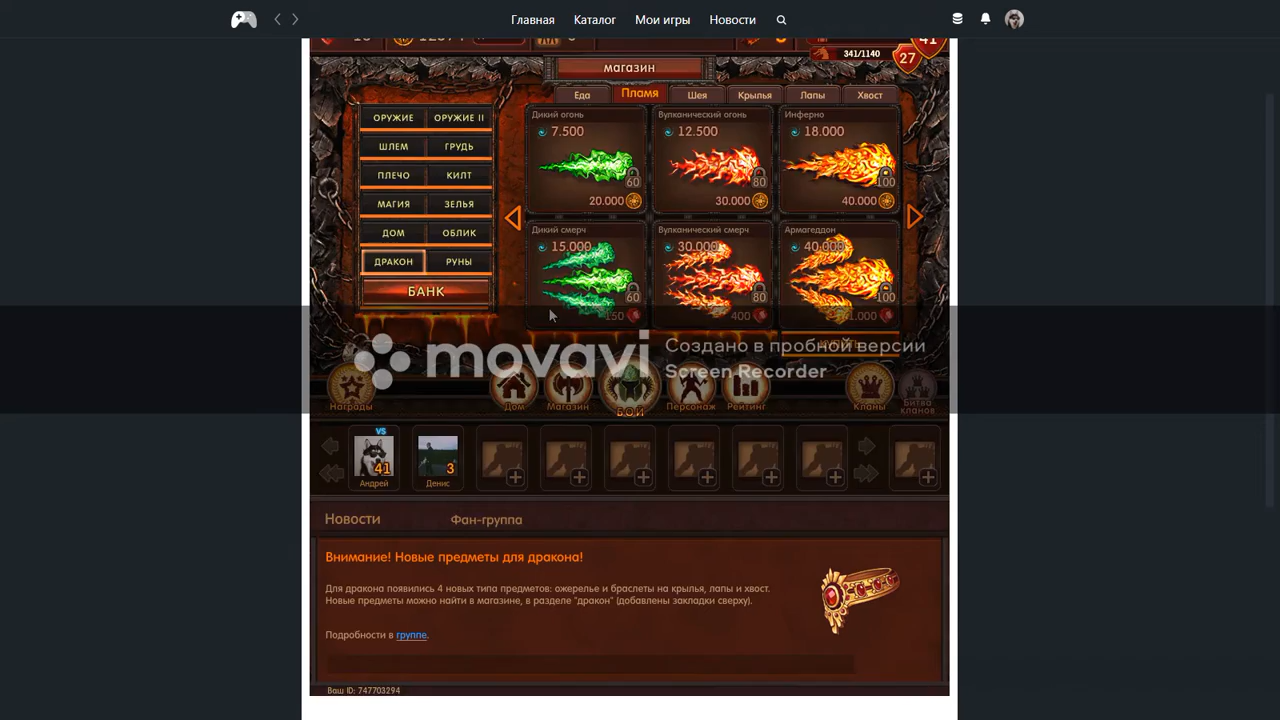 Главная Каталог Мои игры Новости
341/1140
27
магазин
Еда Пламя Шея Крылья Лапы Хвост
ОРУЖИЕ ОРУЖИЕ II
ШЛЕМ ГРУДЬ
ПЛЕЧО КИЛТ
МАГИЯ ЗЕЛЬЯ
ДОМ ОБЛИК
ДРАКОН РУНЫ
БАНК
Дикий огонь
7.500
60
20.000
Вулканический огонь
12.500
80
30.000
Инферно
18.000
100
40.000
Дикий смерч
15.000
60
150
Вулканический смерч
30.000
80
400
Армагеддон
40.000
100
1.000
movavi
Создано в пробной версии
Screen Recorder
Награды Дом Магазин БОИ Персонаж Рейтинг Кланы Битва
кланов
VS
41
Андрей
3
Денис
Новости Фан-группа
Внимание! Новые предметы для дракона!
Для дракона появились 4 новых типа предметов: ожерелье и браслеты на крылья, лапы и хвост.
Новые предметы можно найти в магазине, в разделе "дракон" (добавлены закладки сверху).
Подробности в группе.
Ваш ID: 747703294